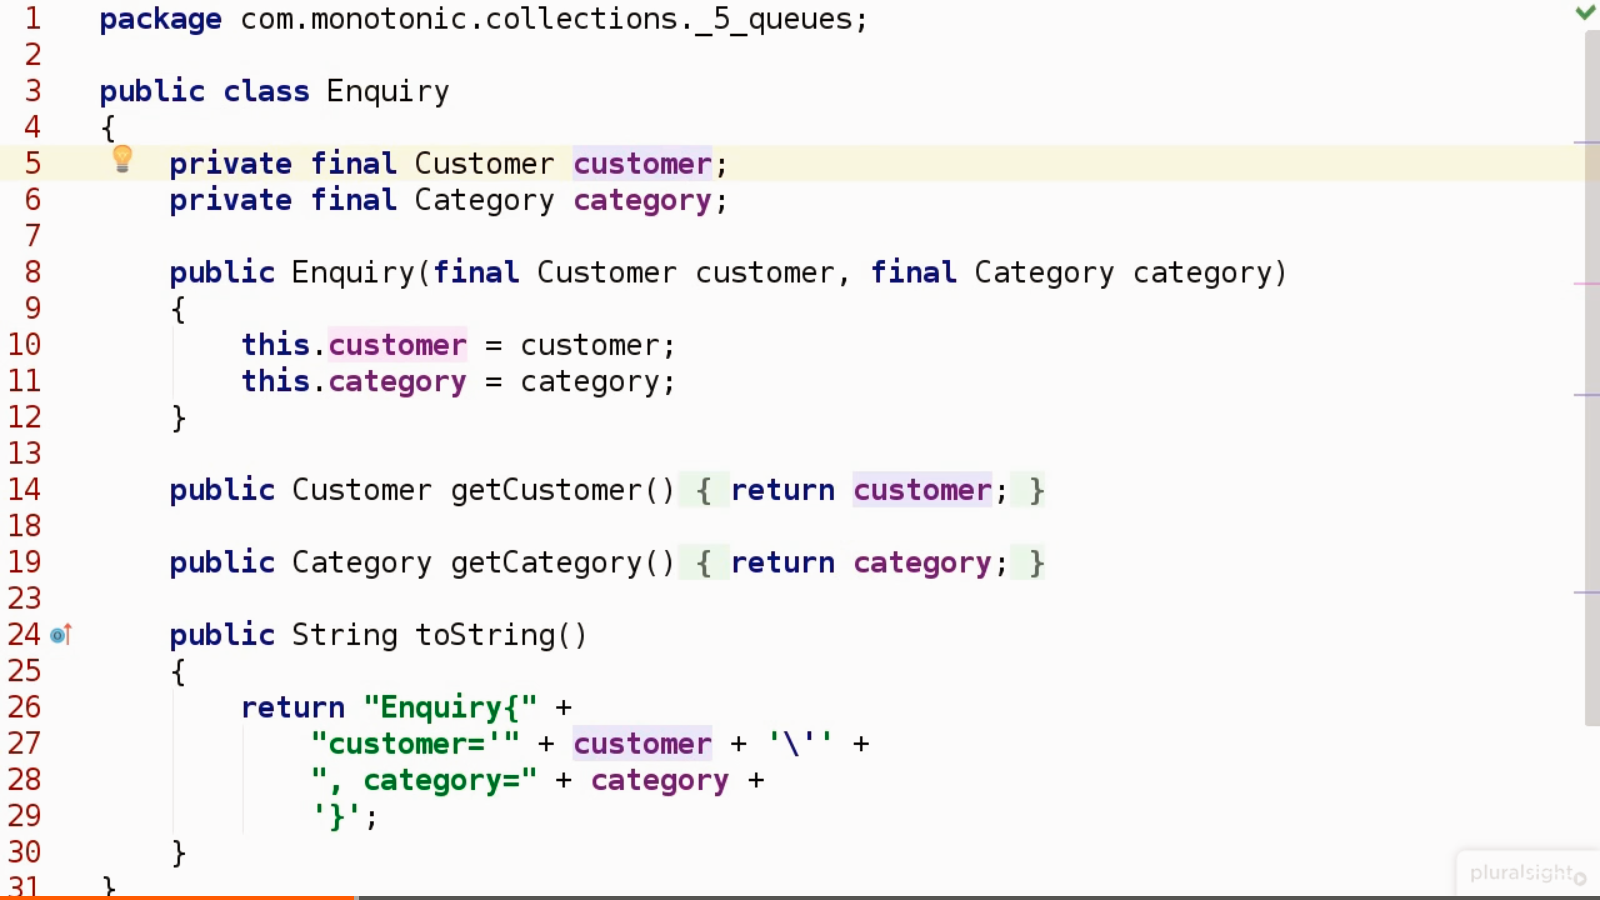 1 package com.monotonic.collections._5_queues;
2
3 public class Enquiry
4 {
5 private final Customer customer;
6 private final Category category;
7
8 public Enquiry(final Customer customer, final Category category)
9 {
10 this.customer = customer;
11 this.category = category;
12 }
13
14 public Customer getCustomer() { return customer; }
18
19 public Category getCategory() { return category; }
23
24 public String toString()
25 {
26 return "Enquiry{" +
27 "customer='" + customer + '\'' +
28 ", category=" + category +
29 '}';
30 }
31 }
pluralsight